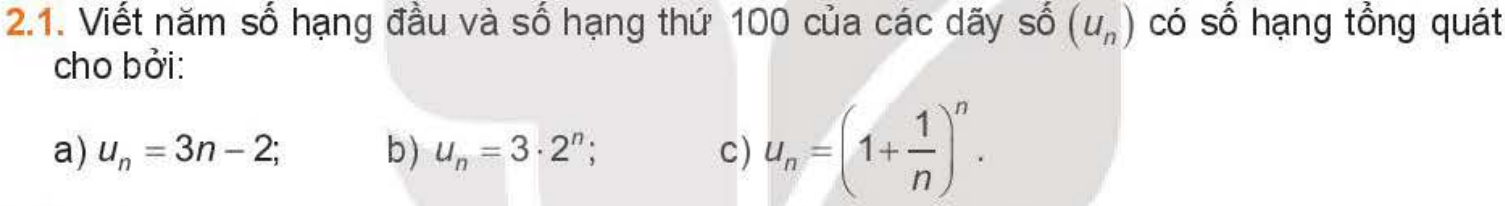 2.1. Viết năm số hạng đầu và số hạng thứ 100 của các dãy số (uₙ) có số hạng tổng quát
cho bởi:
a) uₙ = 3n – 2; b) uₙ = 3 · 2ⁿ; c) uₙ = (1 + 1/n)ⁿ.